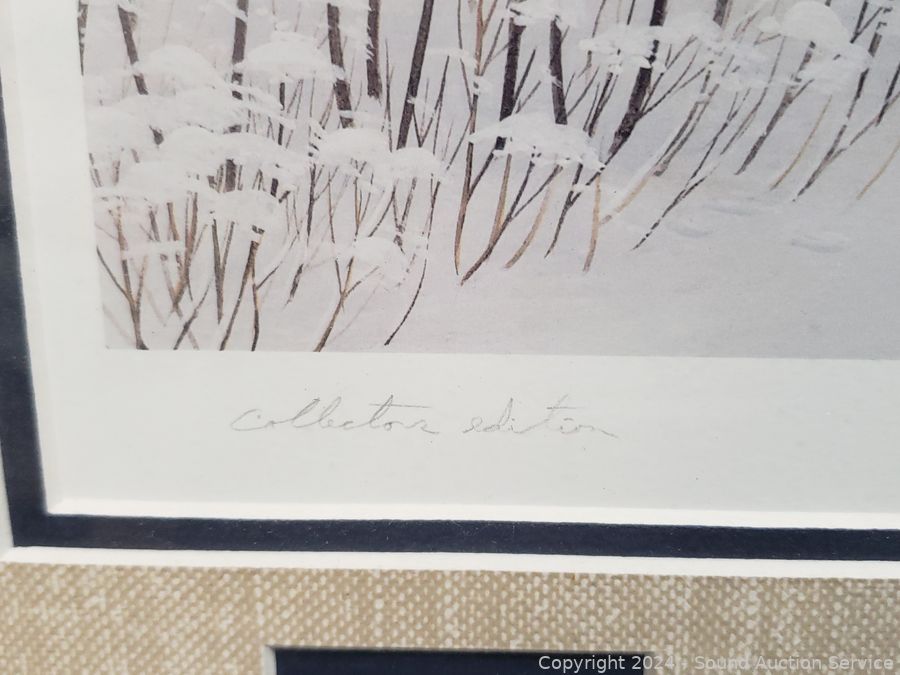 collectors edition
Copyright 2024 - Sound Auction Service